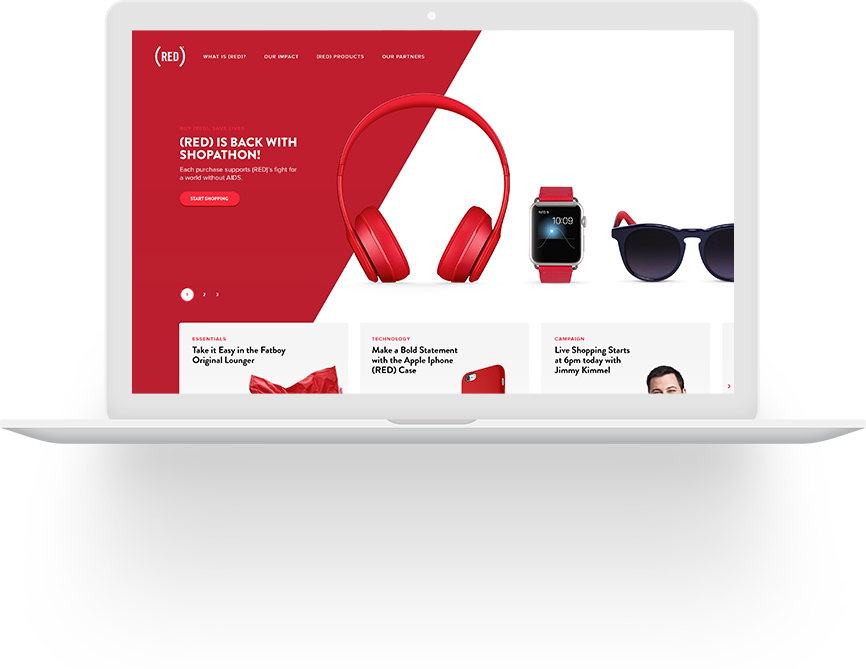 (RED)
WHAT IS (RED)? OUR IMPACT (RED) PRODUCTS OUR PARTNERS
(RED) IS BACK WITH
SHOPATHON!
Each purchase supports (RED)'s fight for
a world without AIDS.
START SHOPPING
10:09
1 2 3
ESSENTIALS
Take it Easy in the Fatboy
Original Lounger
TECHNOLOGY
Make a Bold Statement
with the Apple Iphone
(RED) Case
CAMPAIGN
Live Shopping Starts
at 6pm today with
Jimmy Kimmel